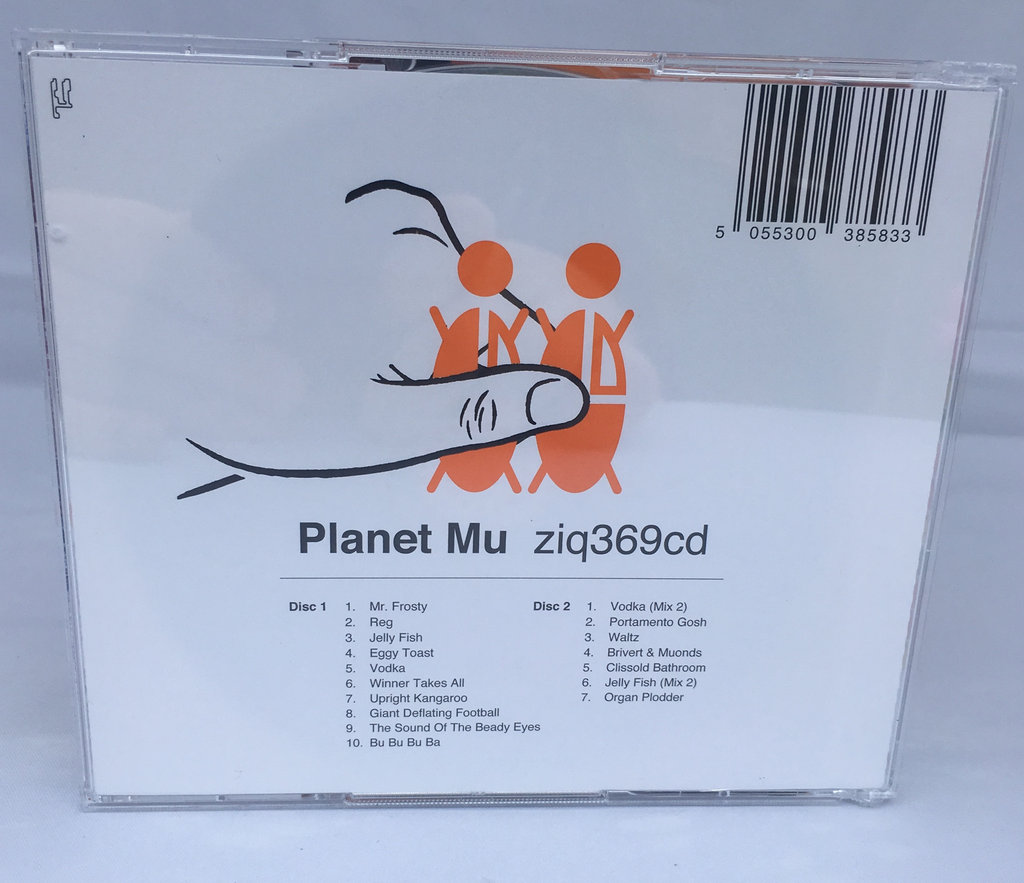 5 055300 385833
Planet Mu ziq369cd
Disc 1 1. Mr. Frosty
2. Reg
3. Jelly Fish
4. Eggy Toast
5. Vodka
6. Winner Takes All
7. Upright Kangaroo
8. Giant Deflating Football
9. The Sound Of The Beady Eyes
10. Bu Bu Bu Ba
Disc 2 1. Vodka (Mix 2)
2. Portamento Gosh
3. Waltz
4. Brivert & Muonds
5. Clissold Bathroom
6. Jelly Fish (Mix 2)
7. Organ Plodder